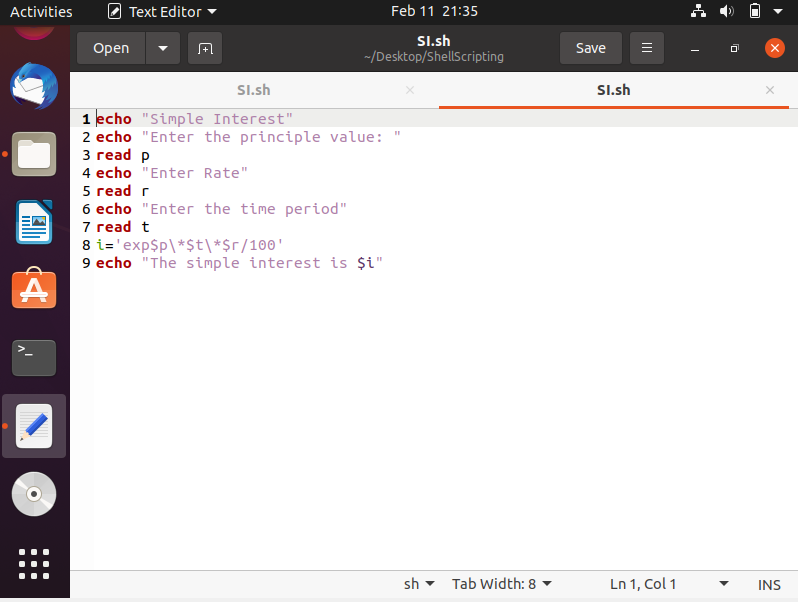 Activities Text Editor Feb 11 21:35
Open SI.sh Save
~/Desktop/ShellScripting
SI.sh × SI.sh ×
1 echo "Simple Interest"
2 echo "Enter the principle value: "
3 read p
4 echo "Enter Rate"
5 read r
6 echo "Enter the time period"
7 read t
8 i='exp$p\*$t\*$r/100'
9 echo "The simple interest is $i"
>_
sh Tab Width: 8 Ln 1, Col 1 INS